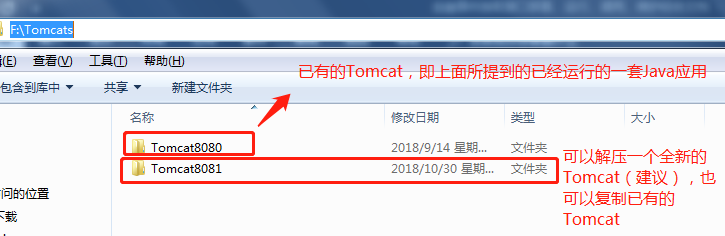 F:\Tomcats
(E) 查看(V) 工具(T) 帮助(H)
包含到库中 共享 新建文件夹
已有的Tomcat，即上面所提到的已经运行的一套Java应用
名称 修改日期 类型 大小
Tomcat8080 2018/9/14 星期... 文件夹
Tomcat8081 2018/10/30 星期... 文件夹
可以解压一个全新的
Tomcat（建议），也
可以复制已有的
Tomcat
问的位置
下载